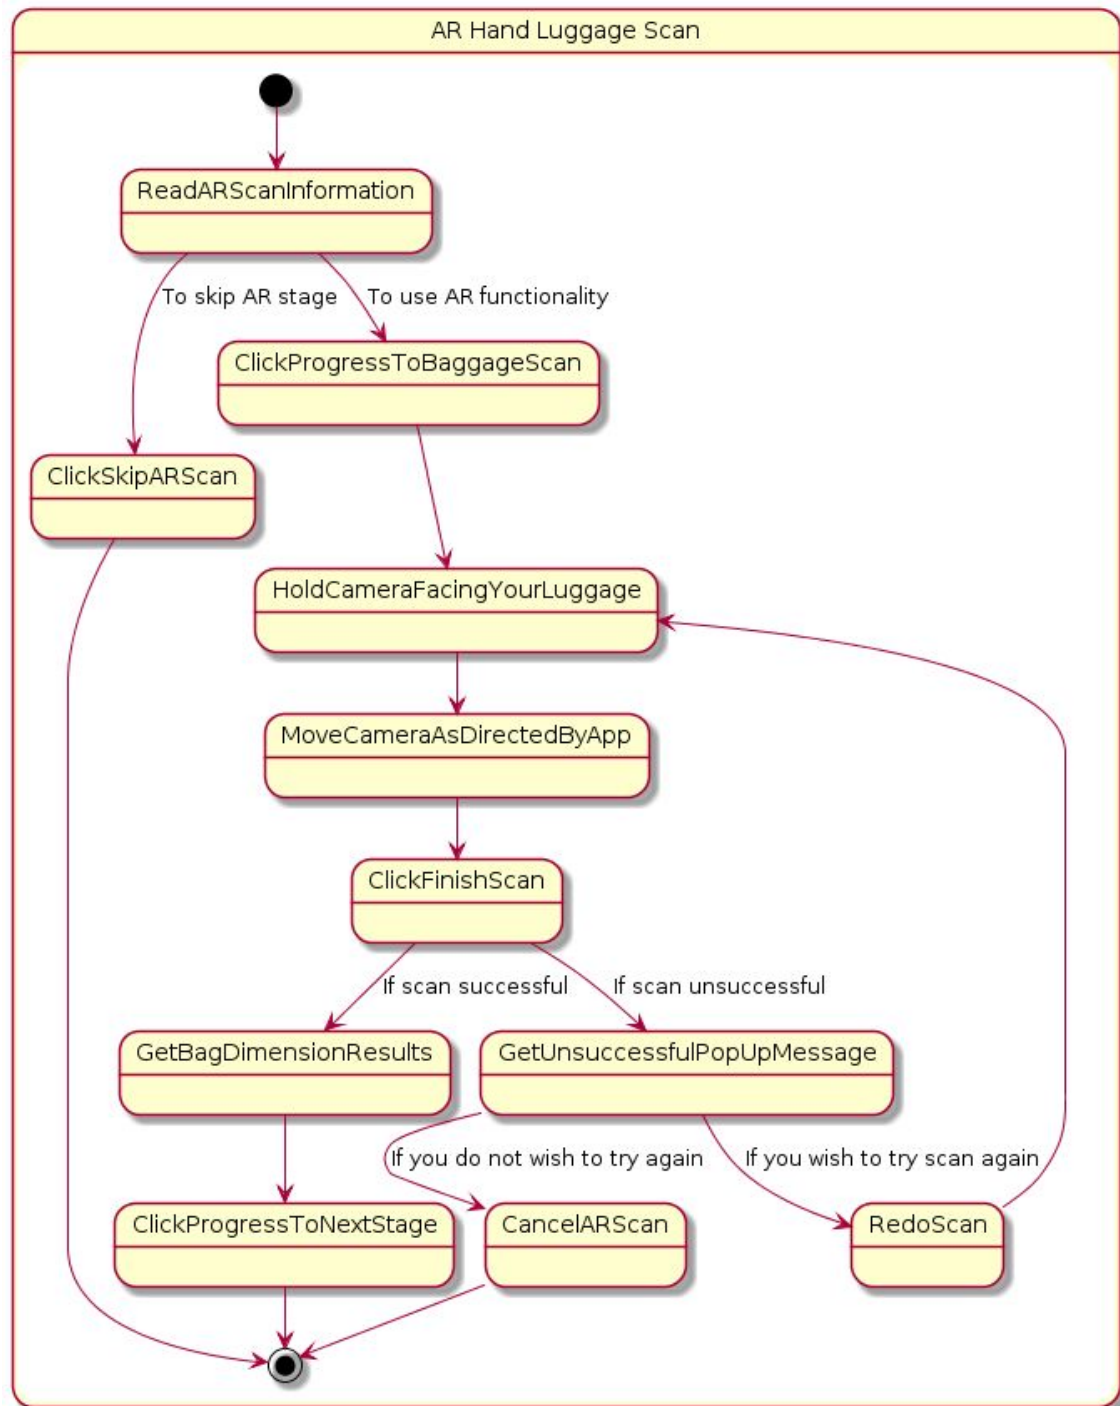 AR Hand Luggage Scan
ReadARScanInformation
To skip AR stage
To use AR functionality
ClickProgressToBaggageScan
ClickSkipARScan
HoldCameraFacingYourLuggage
MoveCameraAsDirectedByApp
ClickFinishScan
If scan successful
If scan unsuccessful
GetBagDimensionResults
GetUnsuccessfulPopUpMessage
If you do not wish to try again
If you wish to try scan again
ClickProgressToNextStage
CancelARScan
RedoScan